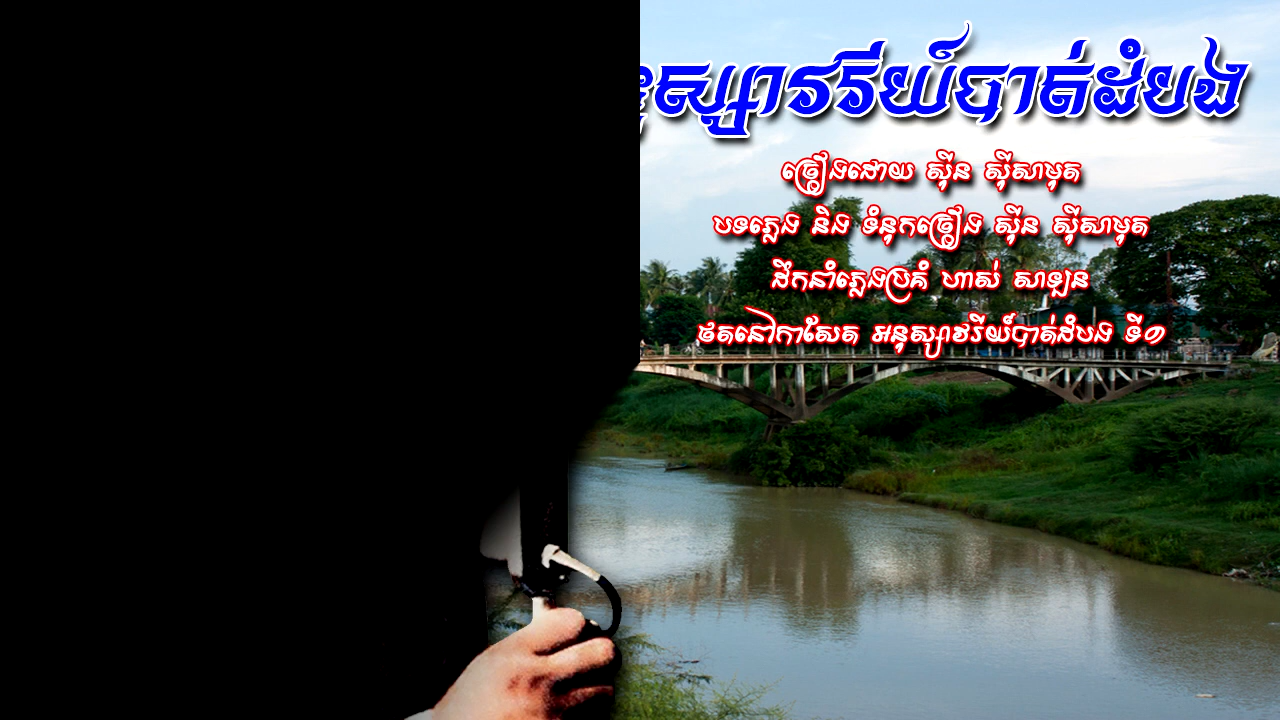 នុស្សាវរីយ៍បាត់ដំបង
ច្រៀងដោយ ស៊ីន ស៊ីសាមុត
បទភ្លេង និង ទំនុកច្រៀង ស៊ីន ស៊ីសាមុត
ដឹកនាំភ្លេងប្រគំ ហាស់ សាឡន
ថតនៅកាសែត អនុស្សាវរីយ៍បាត់ដំបង ទី១